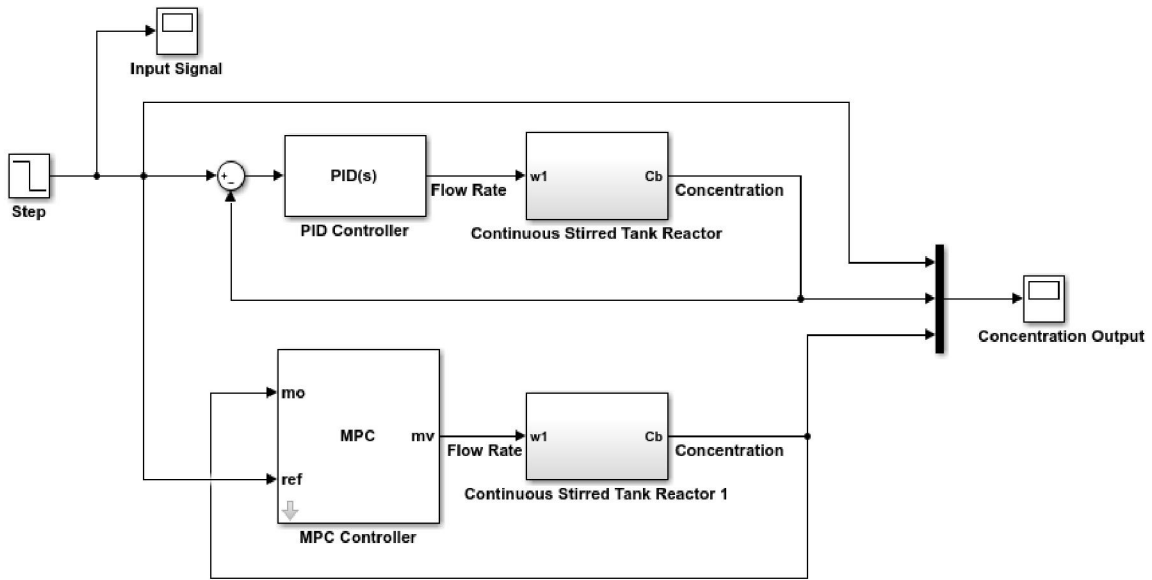 Input Signal
Step
+
-
PID(s)
PID Controller
Flow Rate
w1
Cb
Continuous Stirred Tank Reactor
Concentration
Concentration Output
mo
MPC
mv
ref
MPC Controller
Flow Rate
w1
Cb
Continuous Stirred Tank Reactor 1
Concentration